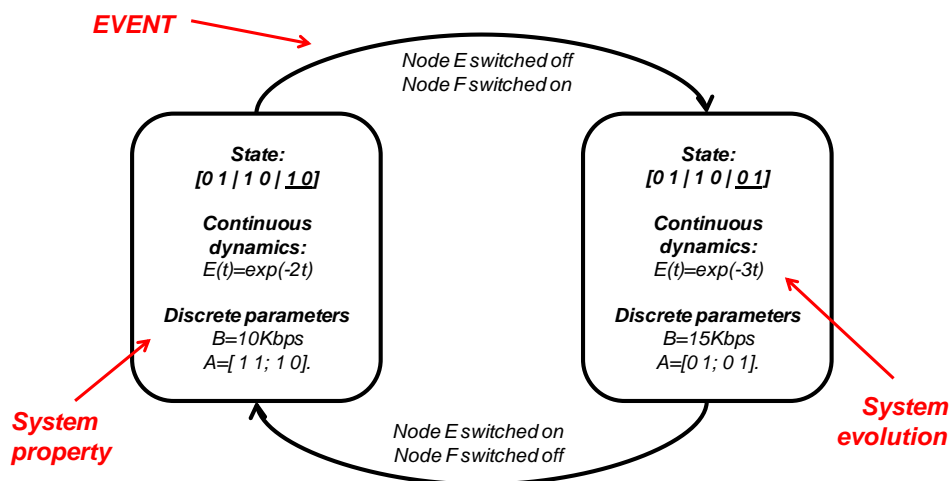 EVENT
Node E switched off
Node F switched on
State:
[0 1 | 1 0 | 1 0]
Continuous
dynamics:
E(t)=exp(-2t)
Discrete parameters
B=10Kbps
A=[ 1 1; 1 0].
State:
[0 1 | 1 0 | 0 1]
Continuous
dynamics:
E(t)=exp(-3t)
Discrete parameters
B=15Kbps
A=[0 1; 0 1].
System
property
Node E switched on
Node F switched off
System
evolution